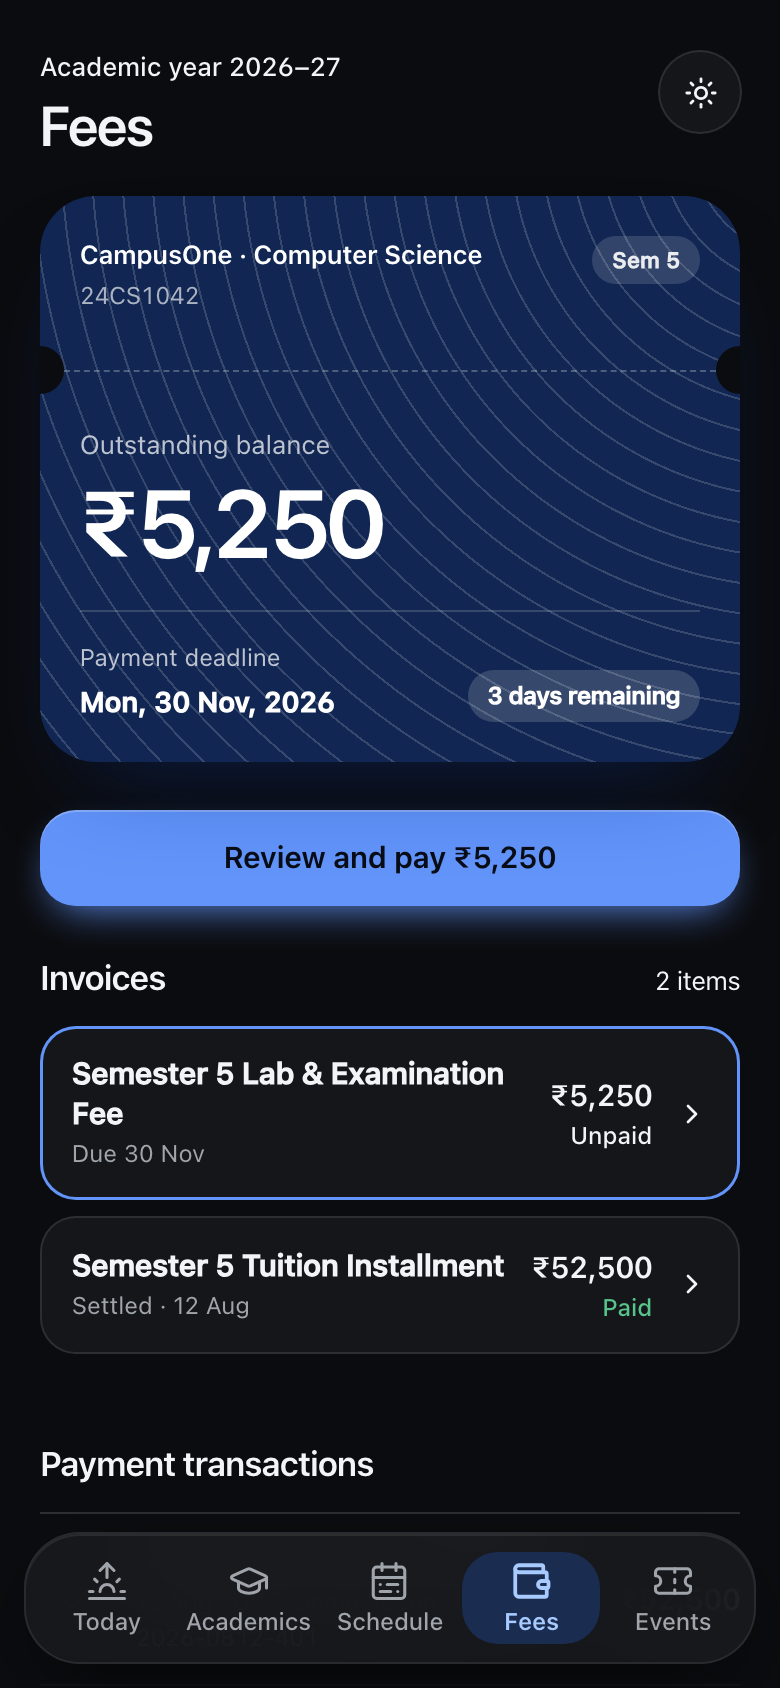 Academic year 2026–27
Fees
CampusOne · Computer Science
Sem 5
24CS1042
Outstanding balance
₹5,250
Payment deadline
Mon, 30 Nov, 2026
3 days remaining
Review and pay ₹5,250
Invoices
2 items
Semester 5 Lab & Examination
Fee
Due 30 Nov
₹5,250
Unpaid
Semester 5 Tuition Installment
Settled · 12 Aug
₹52,500
Paid
Payment transactions
Today
Academics
Schedule
Fees
Events